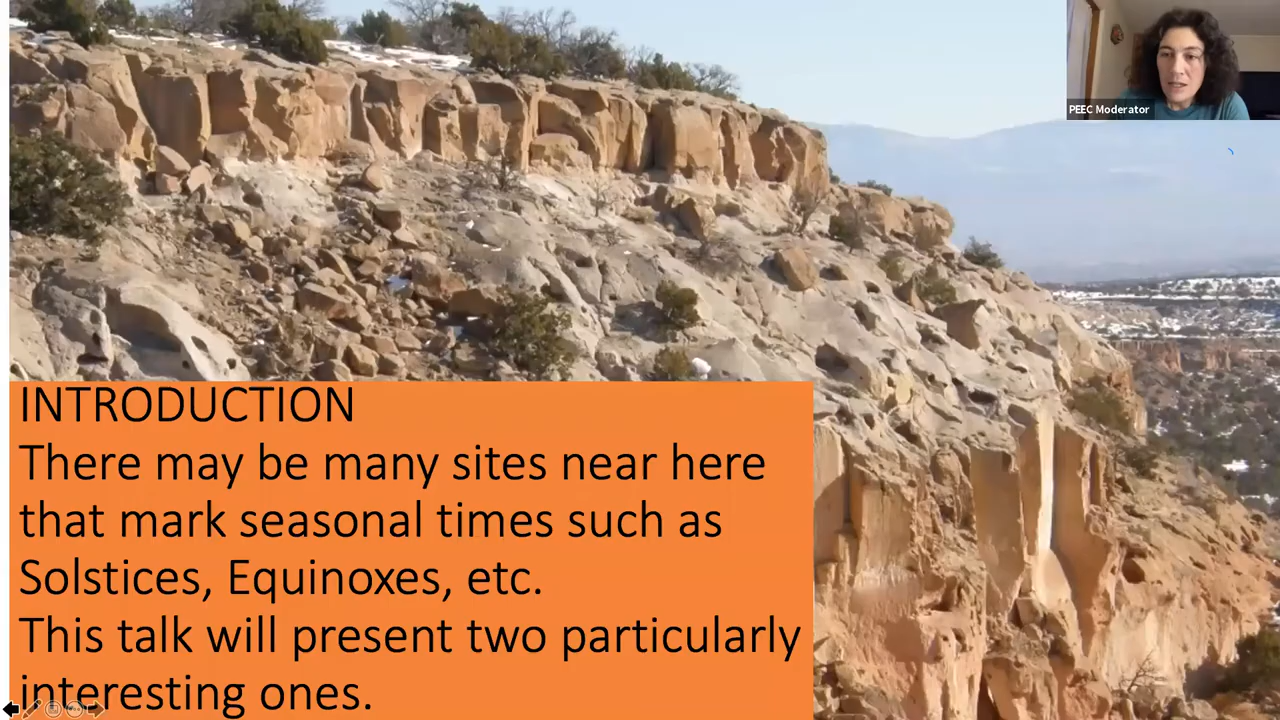 PEEC Moderator
INTRODUCTION
There may be many sites near here
that mark seasonal times such as
Solstices, Equinoxes, etc.
This talk will present two particularly
interesting ones.